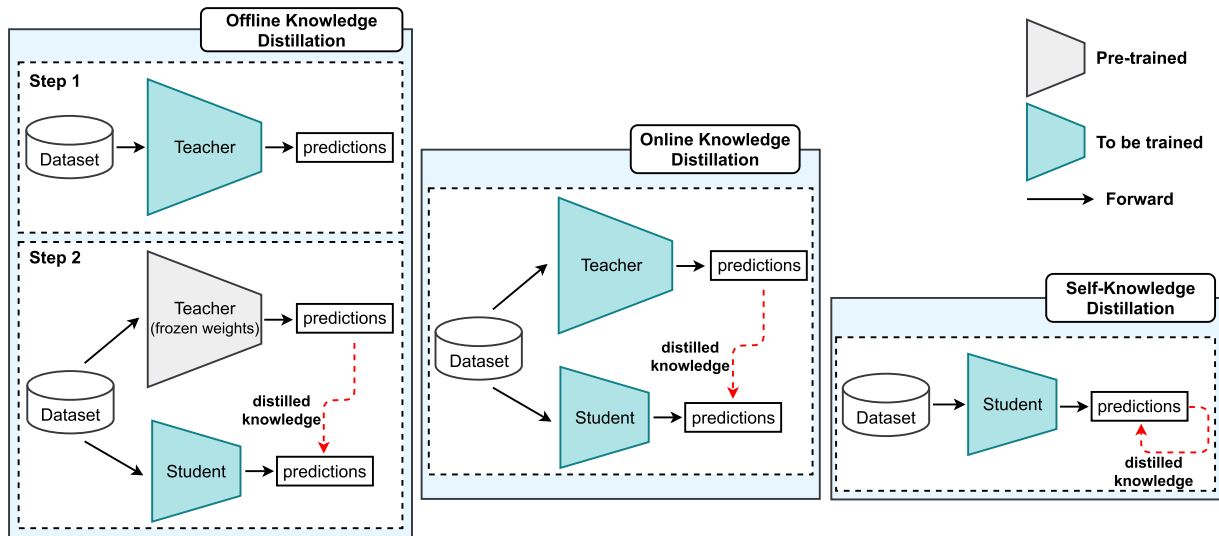 Offline Knowledge
Distillation
Step 1
Dataset
Teacher
predictions
Step 2
Teacher
(frozen weights)
predictions
Dataset
distilled
knowledge
Student
predictions
Online Knowledge
Distillation
Teacher
predictions
Dataset
distilled
knowledge
Student
predictions
Pre-trained
To be trained
Forward
Self-Knowledge
Distillation
Dataset
Student
predictions
distilled
knowledge